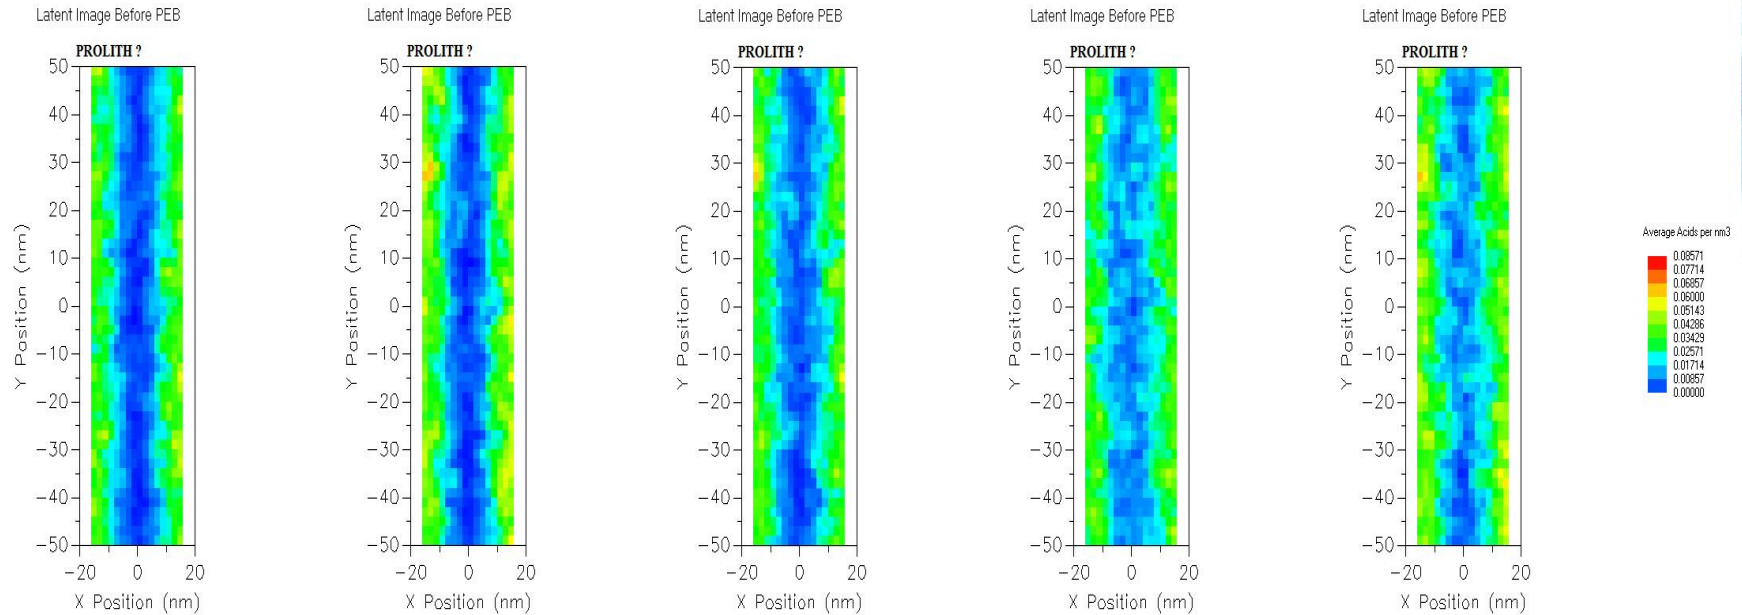 Latent Image Before PEB
PROLITH ?
50
40
30
20
10
0
−10
−20
−30
−40
−50
Y Position (nm)
−20 0 20
X Position (nm)
Latent Image Before PEB
PROLITH ?
50
40
30
20
10
0
−10
−20
−30
−40
−50
Y Position (nm)
−20 0 20
X Position (nm)
Latent Image Before PEB
PROLITH ?
50
40
30
20
10
0
−10
−20
−30
−40
−50
Y Position (nm)
−20 0 20
X Position (nm)
Latent Image Before PEB
PROLITH ?
50
40
30
20
10
0
−10
−20
−30
−40
−50
Y Position (nm)
−20 0 20
X Position (nm)
Latent Image Before PEB
PROLITH ?
50
40
30
20
10
0
−10
−20
−30
−40
−50
Y Position (nm)
−20 0 20
X Position (nm)
Average Acids per nm3
0.08571
0.07714
0.06857
0.06000
0.05143
0.04286
0.03429
0.02571
0.01714
0.00857
0.00000